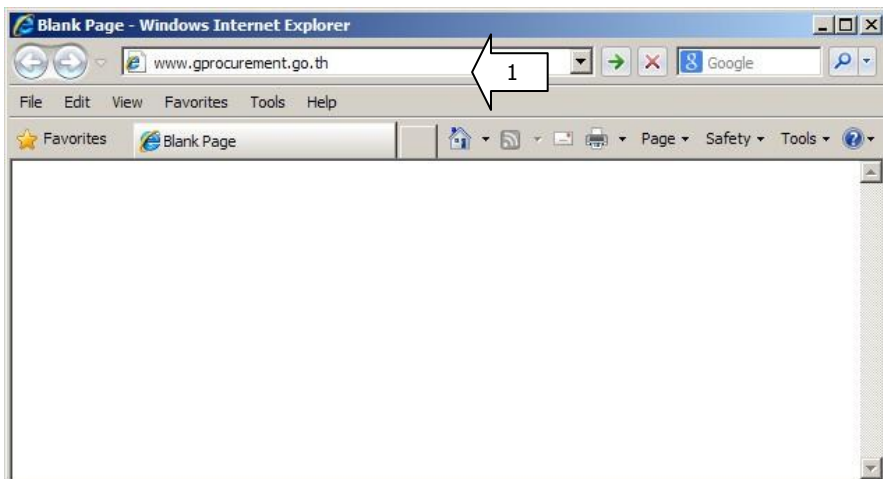 Blank Page - Windows Internet Explorer
www.gprocurement.go.th 1 Google
File Edit View Favorites Tools Help
Favorites Blank Page Page Safety Tools